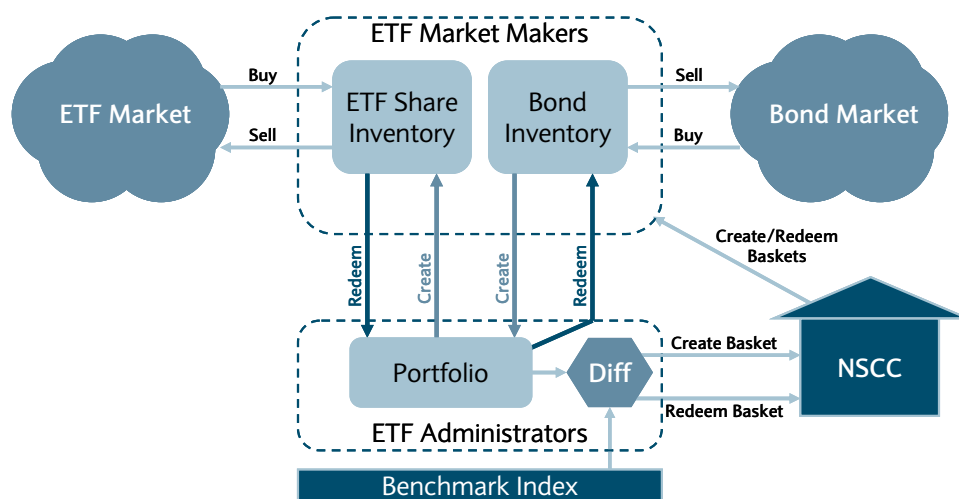 ETF Market Makers
ETF Market
Buy
Sell
ETF Share
Inventory
Bond
Inventory
Sell
Buy
Bond Market
Redeem
Create
Create
Redeem
Create/Redeem
Baskets
Portfolio
Diff
Create Basket
Redeem Basket
NSCC
ETF Administrators
Benchmark Index